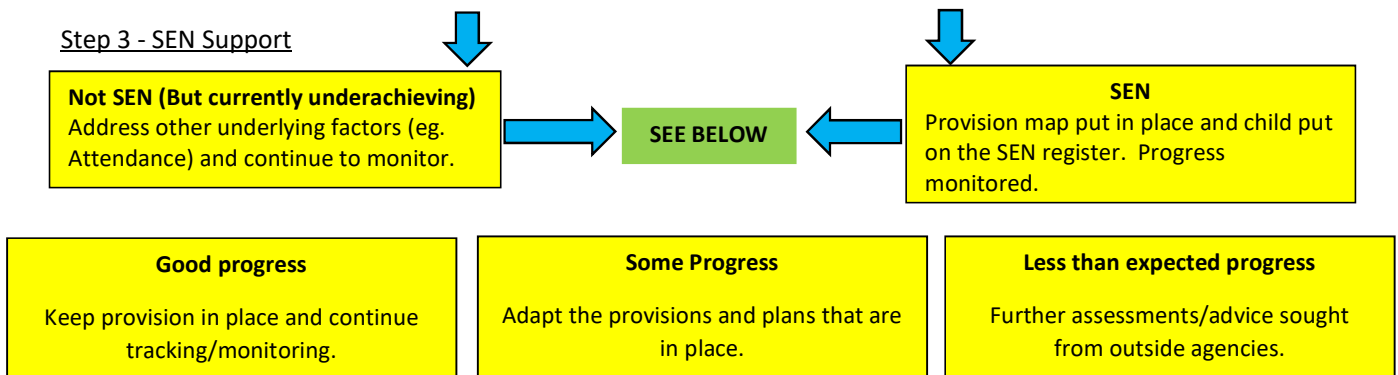 Step 3 - SEN Support
Not SEN (But currently underachieving)
Address other underlying factors (eg.
Attendance) and continue to monitor.
SEE BELOW
SEN
Provision map put in place and child put
on the SEN register.  Progress
monitored.
Good progress
Keep provision in place and continue
tracking/monitoring.
Some Progress
Adapt the provisions and plans that are
in place.
Less than expected progress
Further assessments/advice sought
from outside agencies.